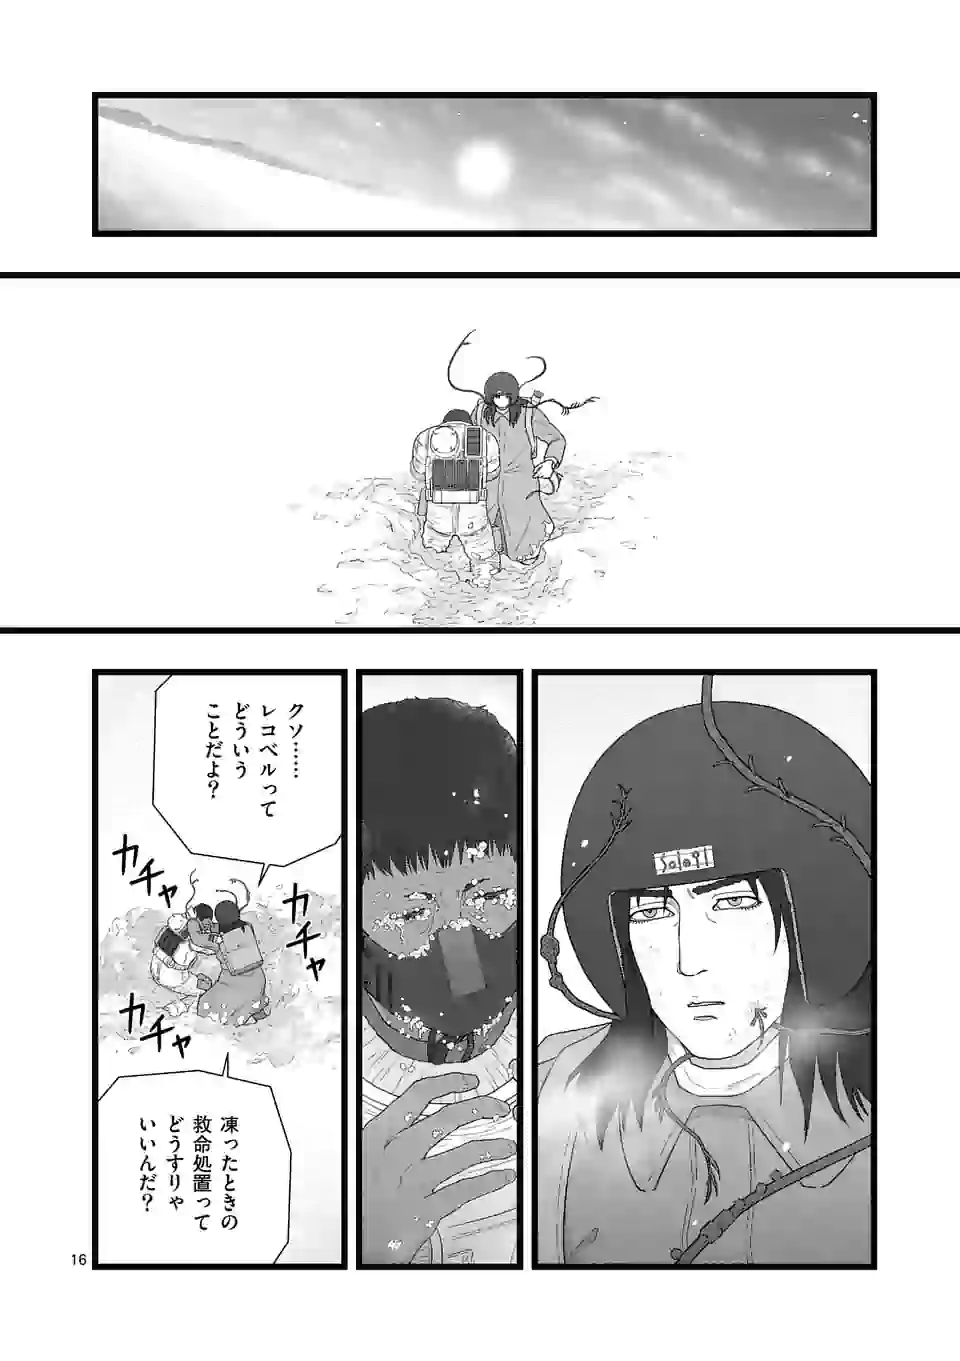 Solo91
クソ……
レコベルって
どういう
ことだよ？
カチャ
カチャ
カチャ
凍ったときの
救命処置って
どうすりゃ
いいんだ？
16